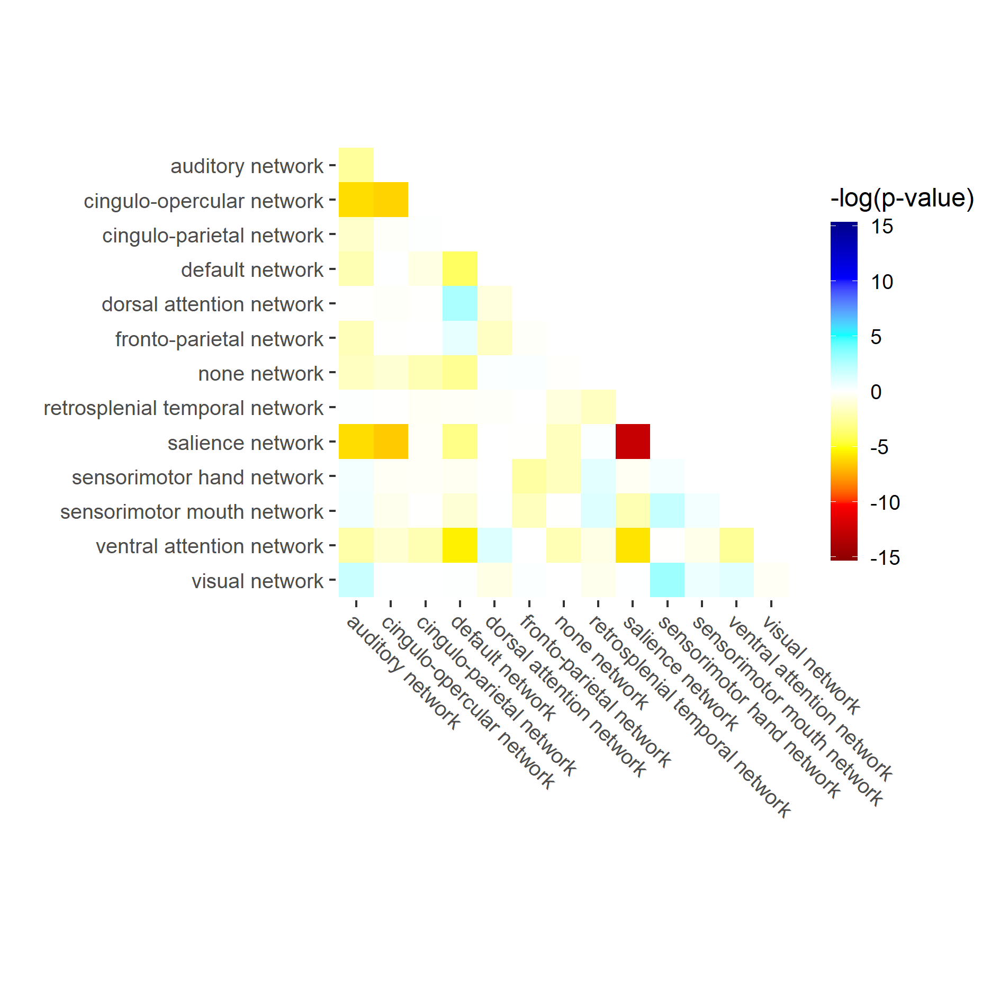 auditory network
cingulo-opercular network
cingulo-parietal network
default network
dorsal attention network
fronto-parietal network
none network
retrosplenial temporal network
salience network
sensorimotor hand network
sensorimotor mouth network
ventral attention network
visual network
-log(p-value)
15
10
5
0
-5
-10
-15
auditory network
cingulo-opercular network
cingulo-parietal network
default network
dorsal attention network
fronto-parietal network
none network
retrosplenial temporal network
salience network
sensorimotor hand network
sensorimotor mouth network
ventral attention network
visual network